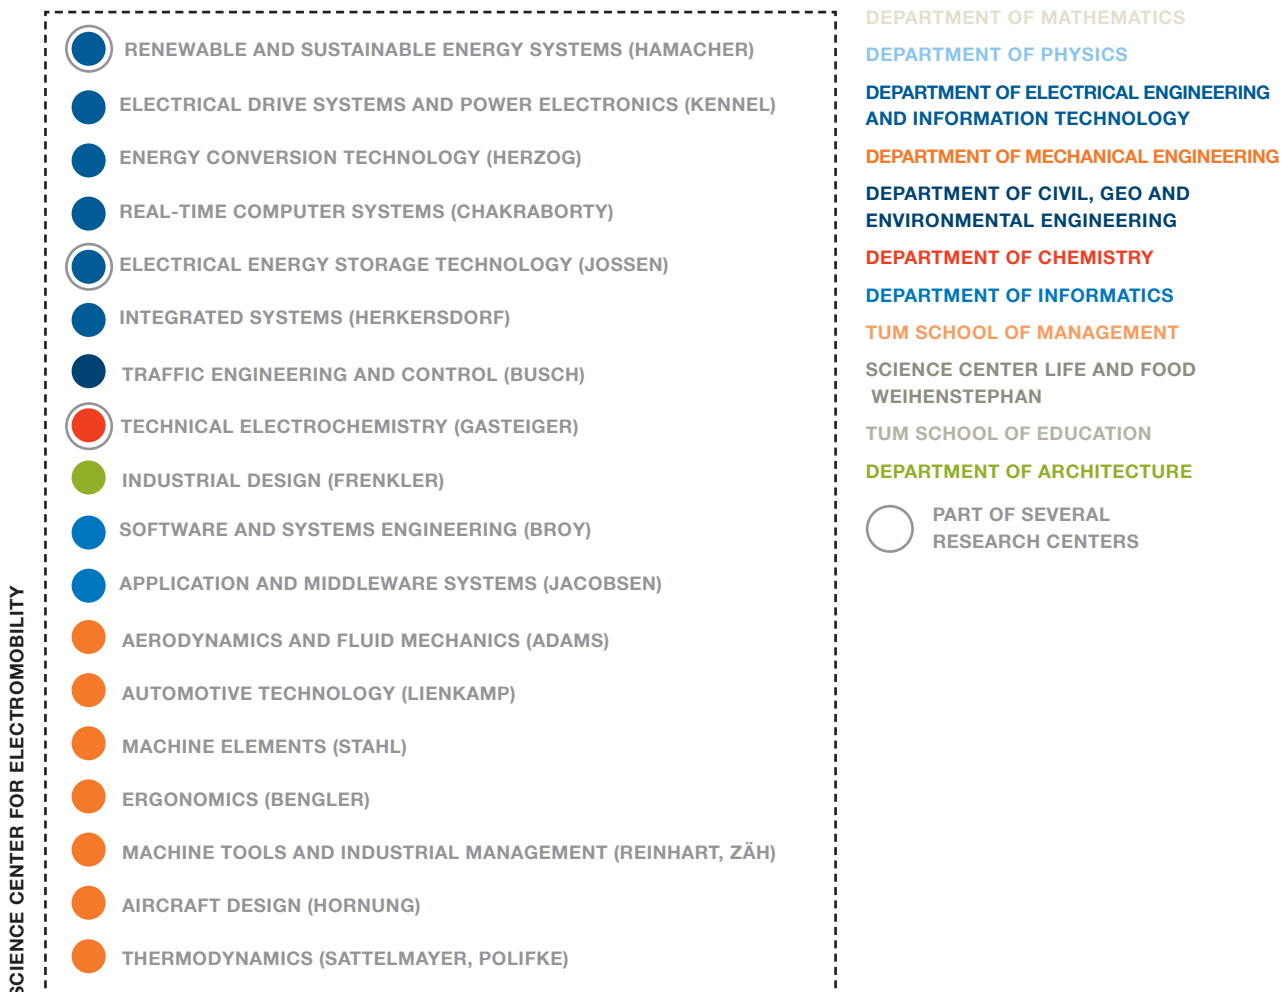 RENEWABLE AND SUSTAINABLE ENERGY SYSTEMS (HAMACHER)
ELECTRICAL DRIVE SYSTEMS AND POWER ELECTRONICS (KENNEL)
ENERGY CONVERSION TECHNOLOGY (HERZOG)
REAL-TIME COMPUTER SYSTEMS (CHAKRABORTY)
ELECTRICAL ENERGY STORAGE TECHNOLOGY (JOSSEN)
INTEGRATED SYSTEMS (HERKERSDORF)
TRAFFIC ENGINEERING AND CONTROL (BUSCH)
TECHNICAL ELECTROCHEMISTRY (GASTEIGER)
INDUSTRIAL DESIGN (FRENKLER)
SOFTWARE AND SYSTEMS ENGINEERING (BROY)
APPLICATION AND MIDDLEWARE SYSTEMS (JACOBSEN)
AERODYNAMICS AND FLUID MECHANICS (ADAMS)
AUTOMOTIVE TECHNOLOGY (LIENKAMP)
MACHINE ELEMENTS (STAHL)
ERGONOMICS (BENGLER)
MACHINE TOOLS AND INDUSTRIAL MANAGEMENT (REINHART, ZÄH)
AIRCRAFT DESIGN (HORNUNG)
THERMODYNAMICS (SATTELMAYER, POLIFKE)
SCIENCE CENTER FOR ELECTROMOBILITY
DEPARTMENT OF MATHEMATICS
DEPARTMENT OF PHYSICS
DEPARTMENT OF ELECTRICAL ENGINEERING
AND INFORMATION TECHNOLOGY
DEPARTMENT OF MECHANICAL ENGINEERING
DEPARTMENT OF CIVIL, GEO AND
ENVIRONMENTAL ENGINEERING
DEPARTMENT OF CHEMISTRY
DEPARTMENT OF INFORMATICS
TUM SCHOOL OF MANAGEMENT
SCIENCE CENTER LIFE AND FOOD
WEIHENSTEPHAN
TUM SCHOOL OF EDUCATION
DEPARTMENT OF ARCHITECTURE
PART OF SEVERAL
RESEARCH CENTERS